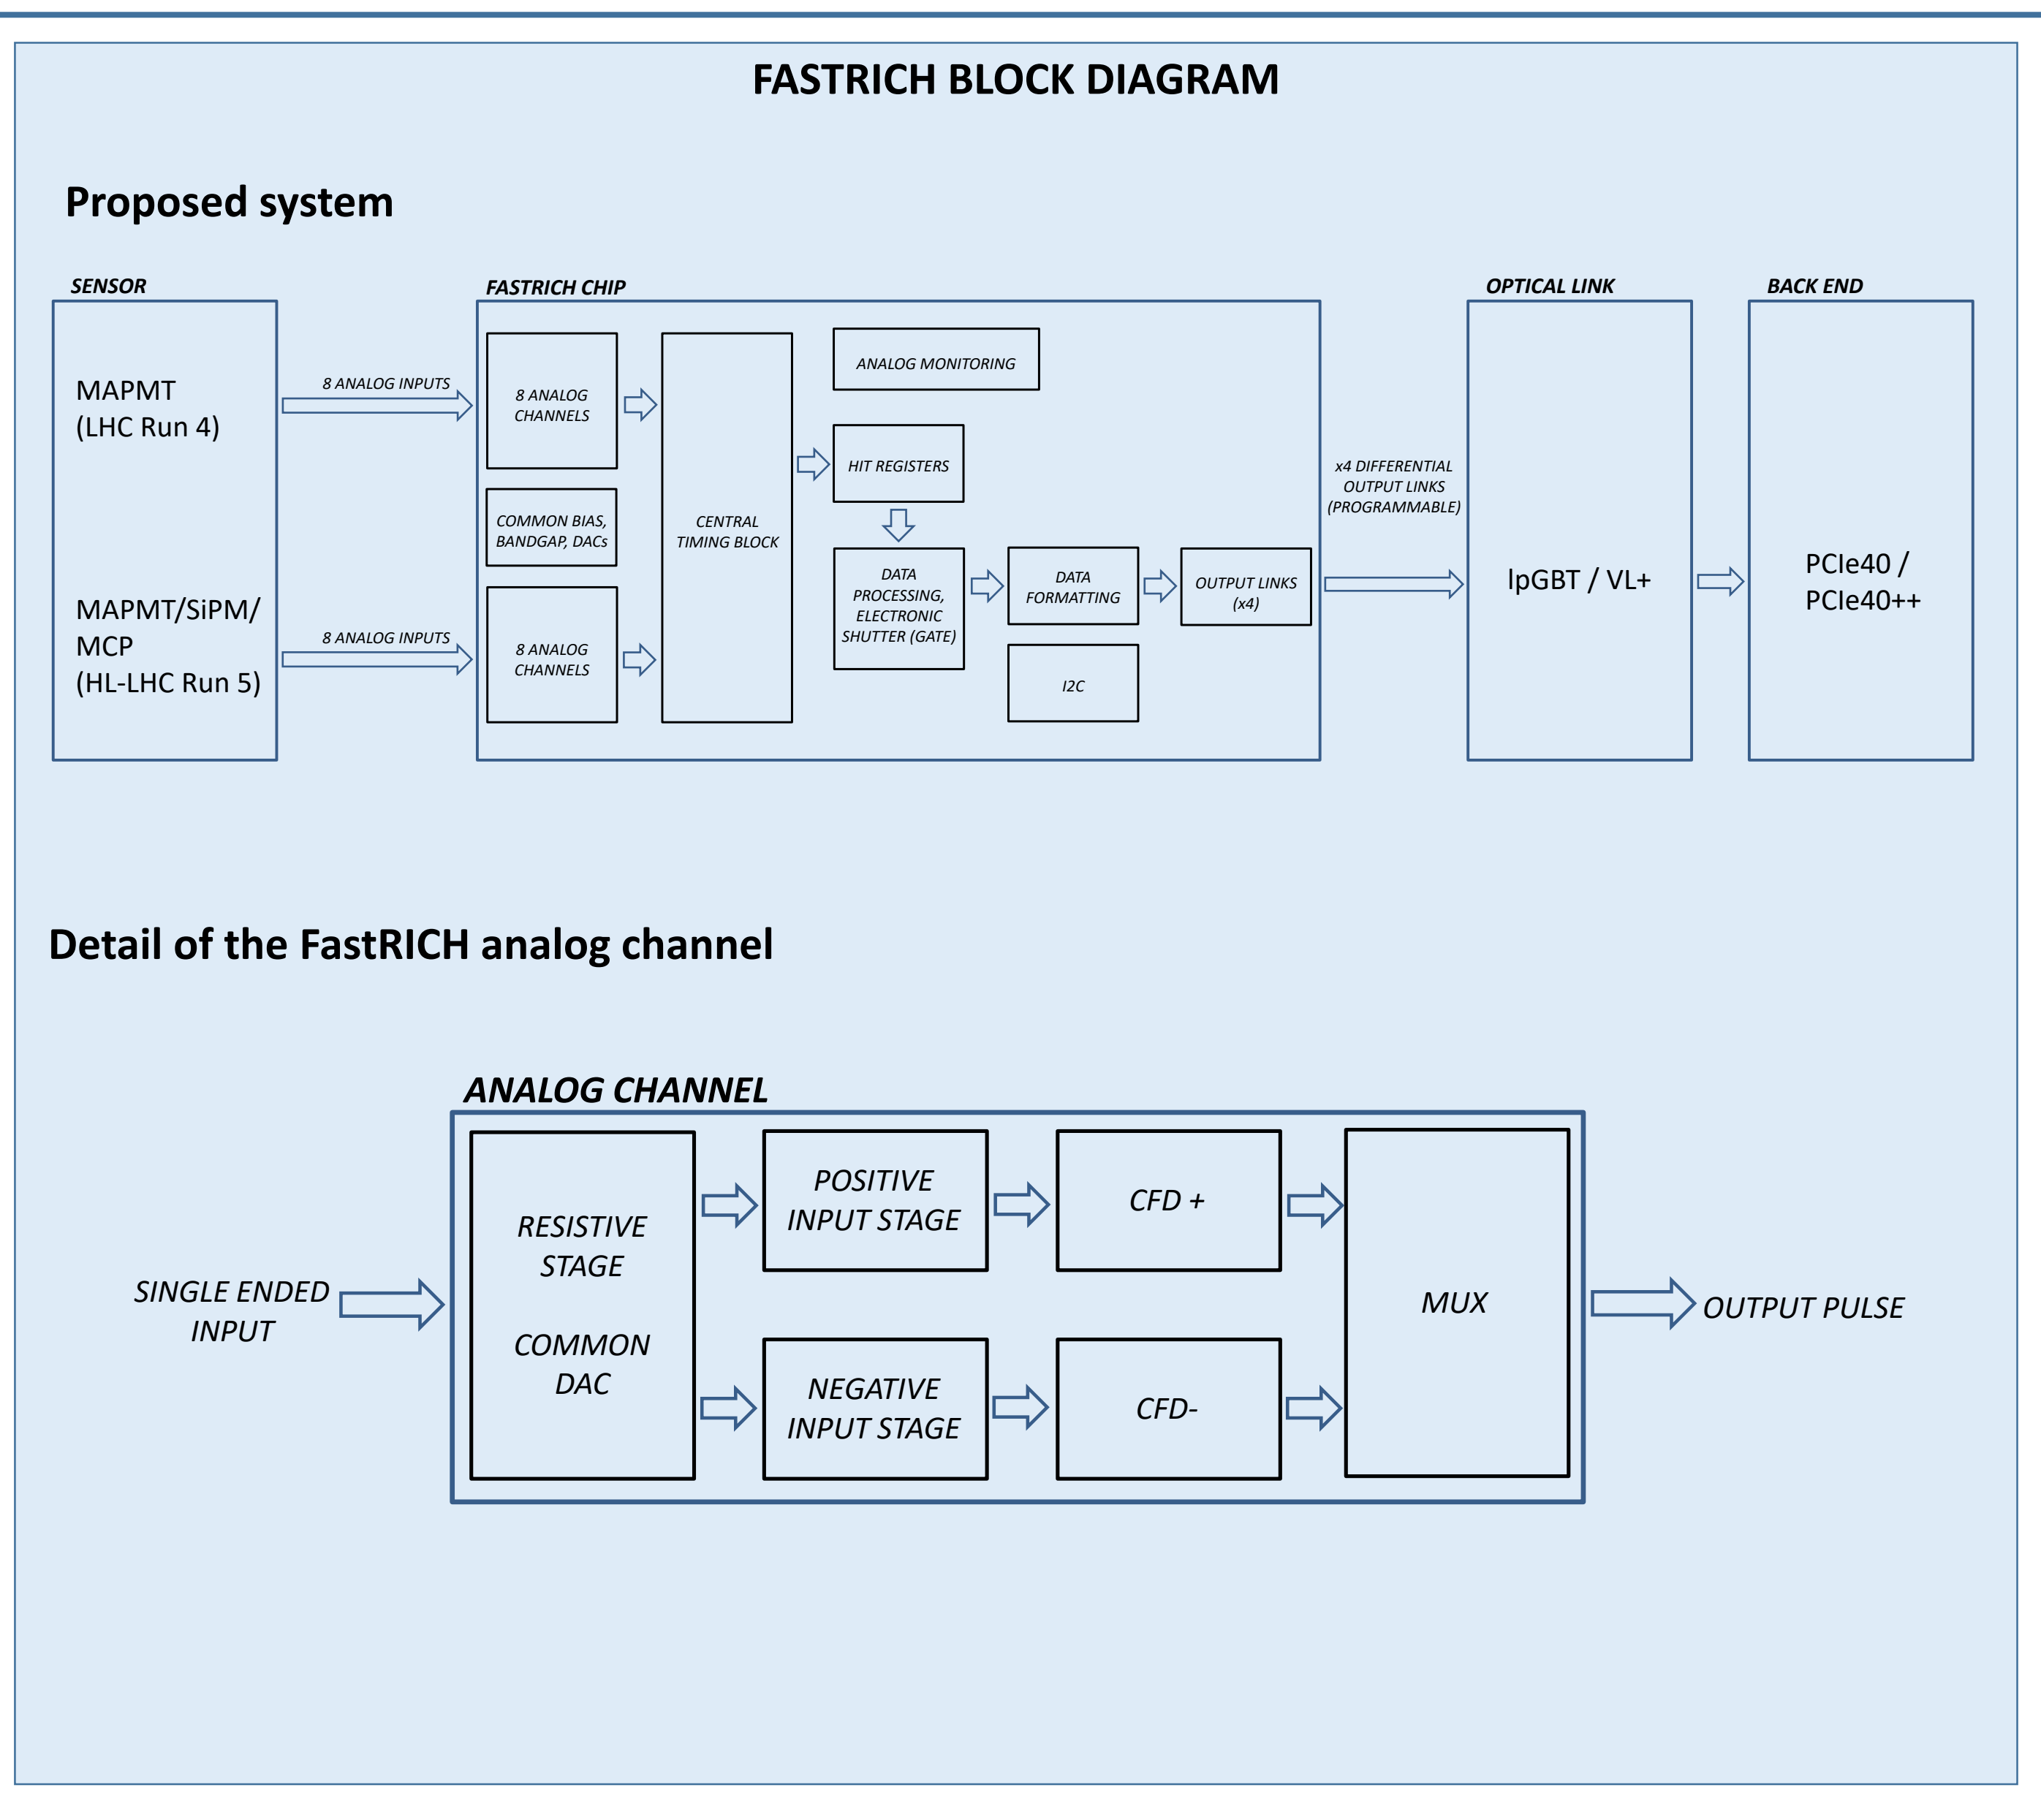 FASTRICH BLOCK DIAGRAM
Proposed system
SENSOR
MAPMT
(LHC Run 4)
MAPMT/SiPM/
MCP
(HL-LHC Run 5)
8 ANALOG INPUTS
8 ANALOG INPUTS
FASTRICH CHIP
8 ANALOG
CHANNELS
COMMON BIAS,
BANDGAP, DACs
8 ANALOG
CHANNELS
CENTRAL
TIMING BLOCK
ANALOG MONITORING
HIT REGISTERS
DATA
PROCESSING,
ELECTRONIC
SHUTTER (GATE)
DATA
FORMATTING
I2C
OUTPUT LINKS
(x4)
x4 DIFFERENTIAL
OUTPUT LINKS
(PROGRAMMABLE)
OPTICAL LINK
lpGBT / VL+
BACK END
PCIe40 /
PCIe40++
Detail of the FastRICH analog channel
ANALOG CHANNEL
SINGLE ENDED
INPUT
RESISTIVE
STAGE
COMMON
DAC
POSITIVE
INPUT STAGE
CFD +
NEGATIVE
INPUT STAGE
CFD-
MUX
OUTPUT PULSE